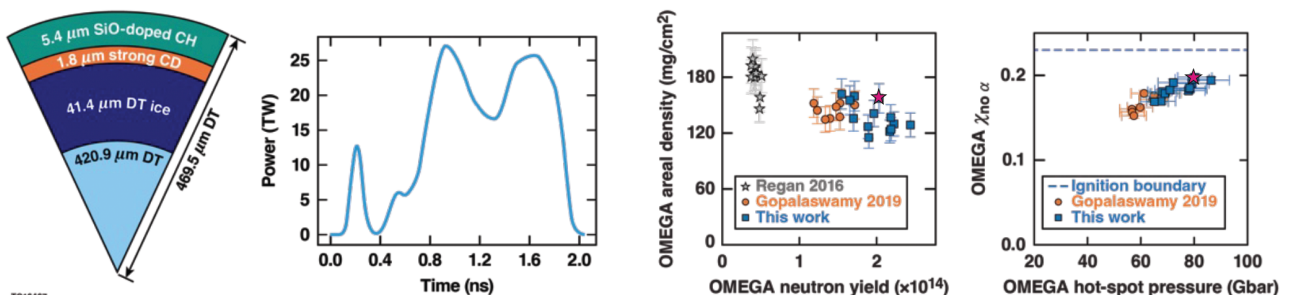 5.4 μm SiO-doped CH
1.8 μm strong CD
41.4 μm DT ice
420.9 μm DT
469.5 μm DT
Power (TW)
25
20
15
10
5
0
0.0 0.4 0.8 1.2 1.6 2.0
Time (ns)
OMEGA areal density (mg/cm²)
180
120
60
0
Regan 2016
Gopalaswamy 2019
This work
0 1 2
OMEGA neutron yield (×10¹⁴)
OMEGA χno α
0.2
0.1
0.0
Ignition boundary
Gopalaswamy 2019
This work
20 40 60 80 100
OMEGA hot-spot pressure (Gbar)